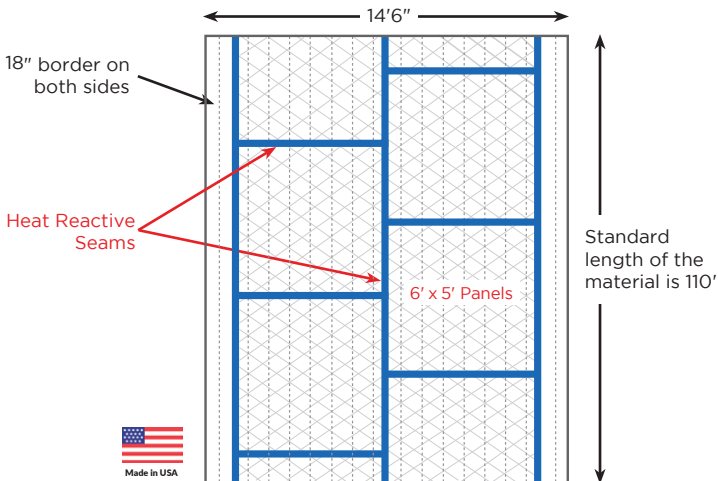 14'6"
18" border on
both sides
Heat Reactive
Seams
6' x 5' Panels
Standard
length of the
material is 110'
Made in USA